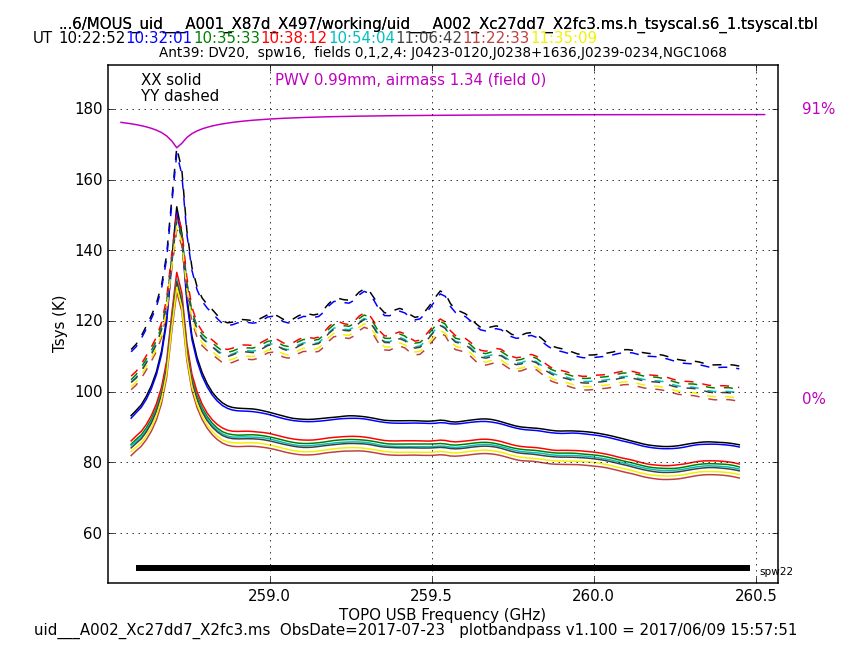 ...6/MOUS_uid___A001_X87d_X497/working/uid___A002_Xc27dd7_X2fc3.ms.h_tsyscal.s6_1.tsyscal.tbl
UT 10:22:52 10:32:01 10:35:33 10:38:12 10:54:04 11:06:42 11:22:33 11:35:09
Ant39: DV20, spw16, fields 0,1,2,4: J0423-0120,J0238+1636,J0239-0234,NGC1068
XX solid
PWV 0.99mm, airmass 1.34 (field 0)
YY dashed
180
91%
160
140
120
100
0%
80
60
Tsys (K)
spw22
259.0
259.5
260.0
260.5
TOPO USB Frequency (GHz)
uid___A002_Xc27dd7_X2fc3.ms ObsDate=2017-07-23 plotbandpass v1.100 = 2017/06/09 15:57:51